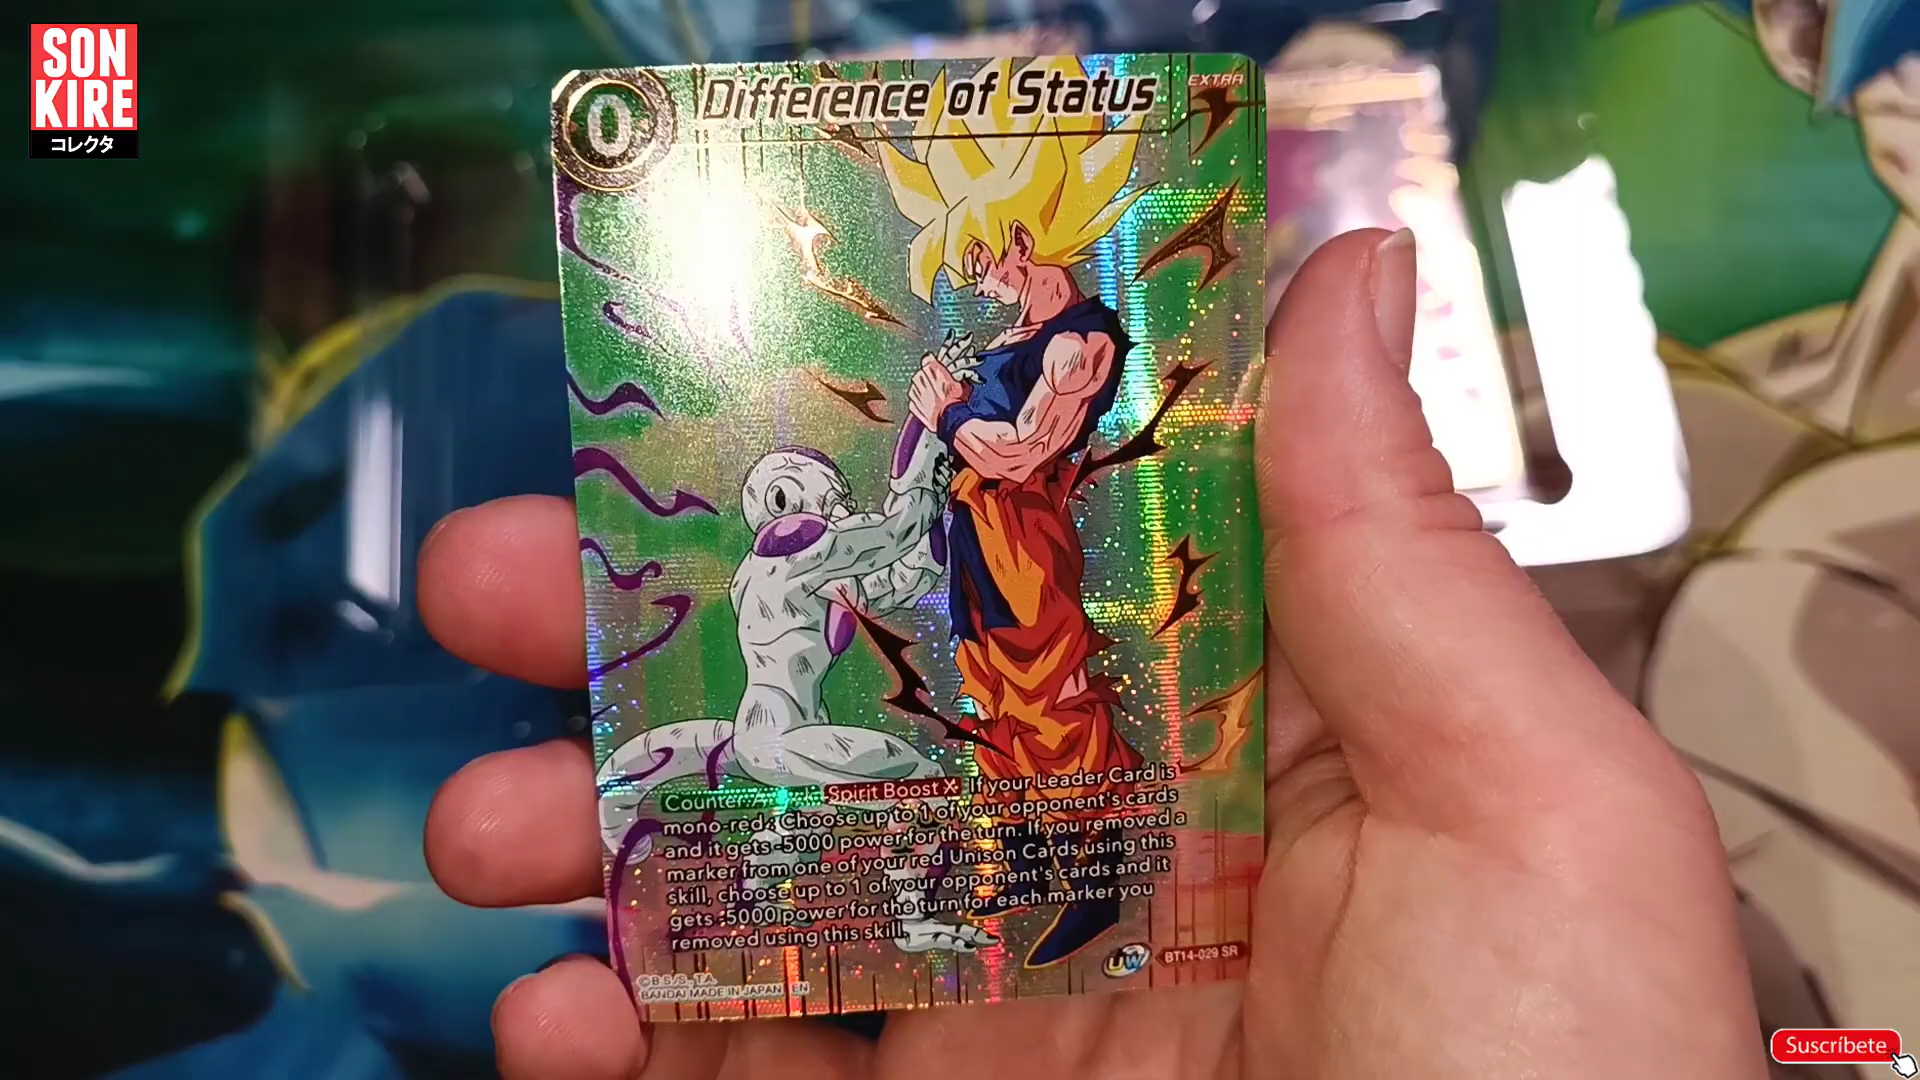 SON
KIRE
コレクタ
0
Difference of Status
EXTRA
Counter Spirit Boost X If your Leader Card is
mono-red: Choose up to 1 of your opponent's cards
and it gets -5000 power for the turn. If you removed a
marker from one of your red Unison Cards using this
skill, choose up to 1 of your opponent's cards and it
gets -5000 power for the turn for each marker you
removed using this skill.
UW
BT14-029 SR
©B.S./S., T.A.
BANDAI MADE IN JAPAN EN
Suscríbete